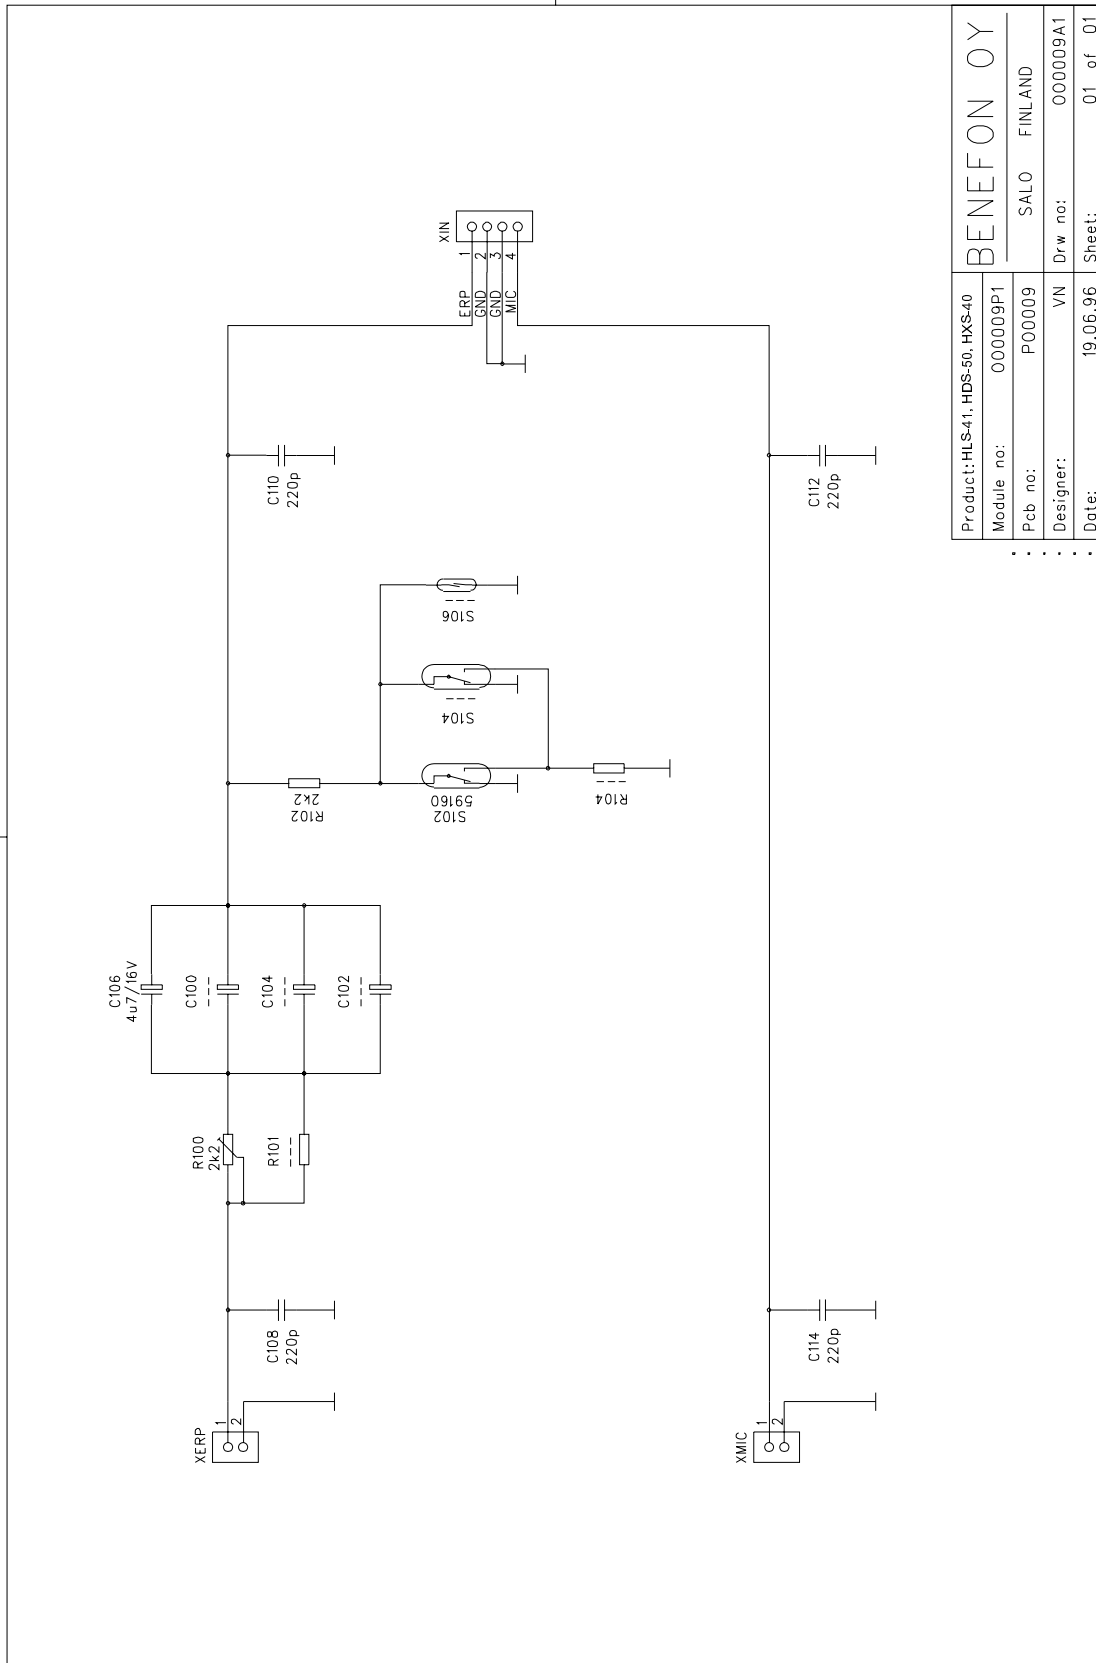 XERP
1
2
C108
220p
R100
2k2
R101
---
C106
4u7/16V
C100
---
C104
---
C102
---
R102
2k2
S102
59160
S104
---
S106
---
R104
---
C110
220p
XIN
1
2
3
4
ERP
GND
GND
MIC
C112
220p
C114
220p
XMIC
1
2
Product: HLS-41, HDS-50, HXS-40
BENEFON OY
Module no: 000009P1
SALO FINLAND
Pcb no: P00009
Designer: VN
Drw no: 000009A1
Date: 19.06.96
Sheet: 01 of 01